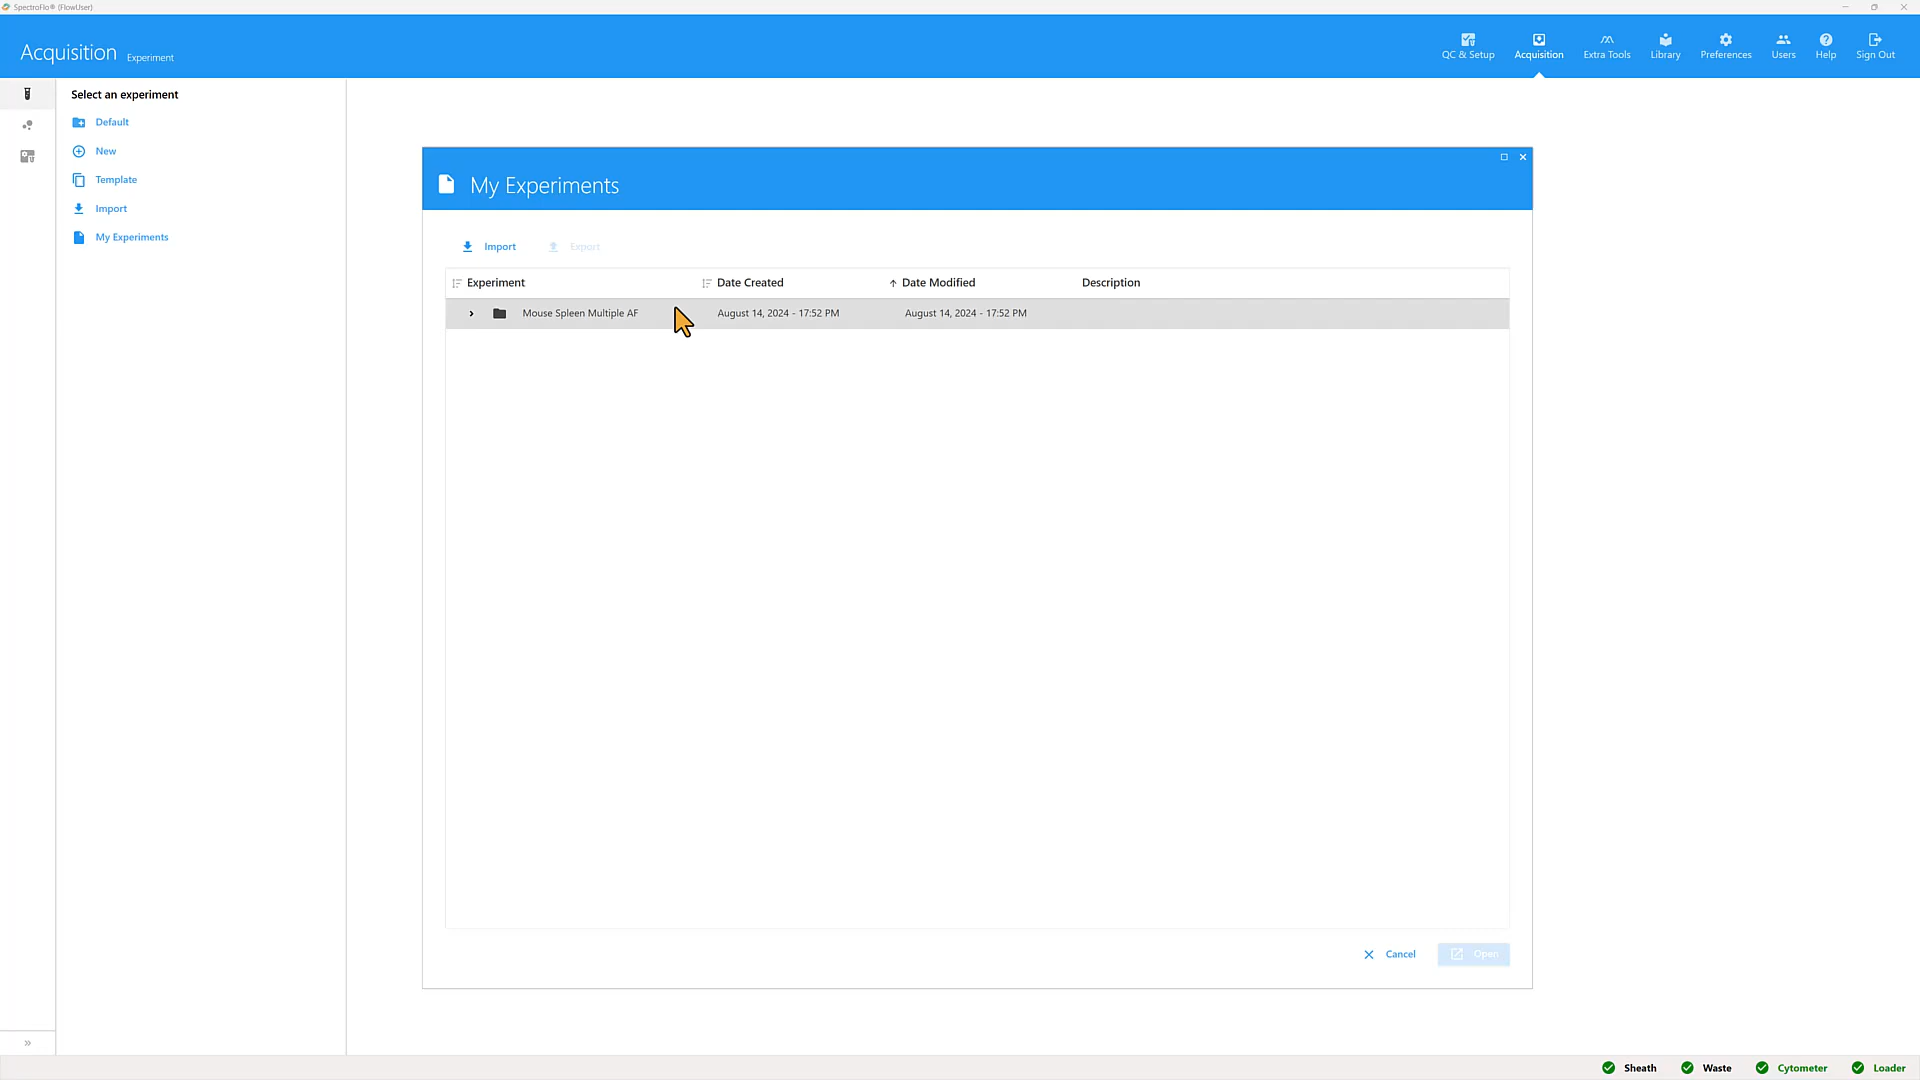 SpectroFlo® (FlowUser)
Acquisition Experiment
QC & Setup
Acquisition
Extra Tools
Library
Preferences
Users
Help
Sign Out
Select an experiment
Default
New
Template
Import
My Experiments
My Experiments
Import Export
Experiment Date Created Date Modified Description
Mouse Spleen Multiple AF August 14, 2024 - 17:52 PM August 14, 2024 - 17:52 PM
Cancel Open
Sheath Waste Cytometer Loader